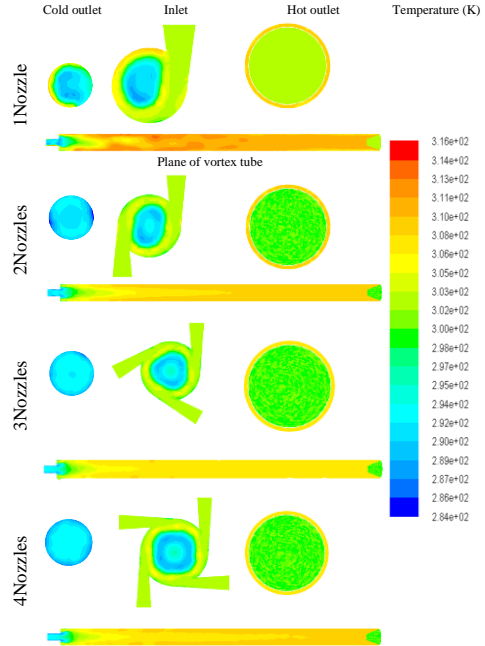 Cold outlet Inlet Hot outlet Temperature (K)
1Nozzle
Plane of vortex tube
2Nozzles
3Nozzles
4Nozzles
3.16e+02
3.14e+02
3.11e+02
3.10e+02
3.08e+02
3.06e+02
3.05e+02
3.03e+02
3.02e+02
3.00e+02
2.98e+02
2.97e+02
2.95e+02
2.94e+02
2.92e+02
2.90e+02
2.89e+02
2.87e+02
2.86e+02
2.84e+02